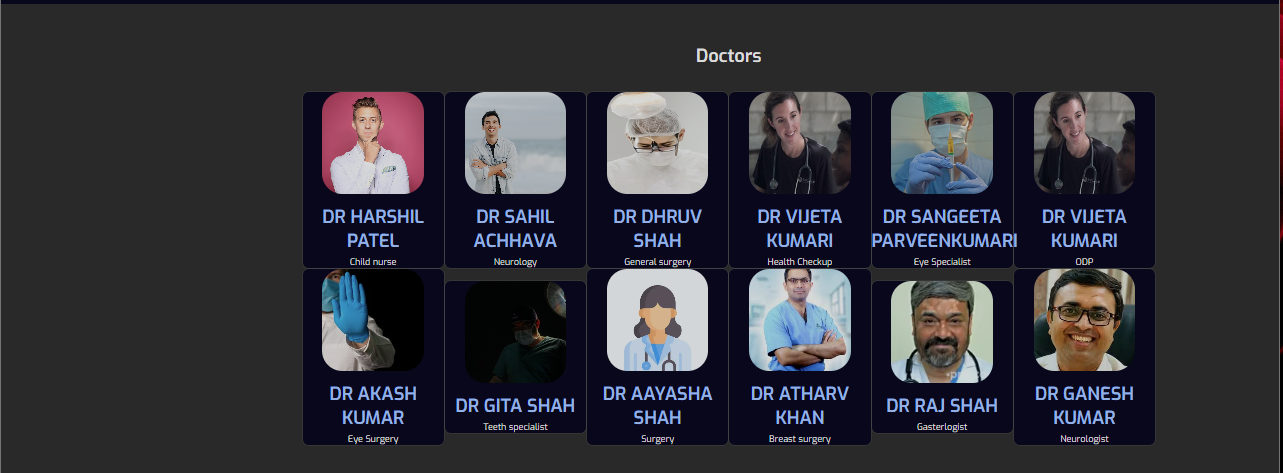 Doctors
DR HARSHIL
PATEL
Child nurse
DR SAHIL
ACHHAVA
Neurology
DR DHRUV
SHAH
General surgery
DR VIJETA
KUMARI
Health Checkup
DR SANGEETA
PARVEENKUMARI
Eye Specialist
DR VIJETA
KUMARI
ODP
DR AKASH
KUMAR
Eye Surgery
DR GITA SHAH
Teeth specialist
DR AAYASHA
SHAH
Surgery
DR ATHARV
KHAN
Breast surgery
DR RAJ SHAH
Gasterlogist
DR GANESH
KUMAR
Neurologist